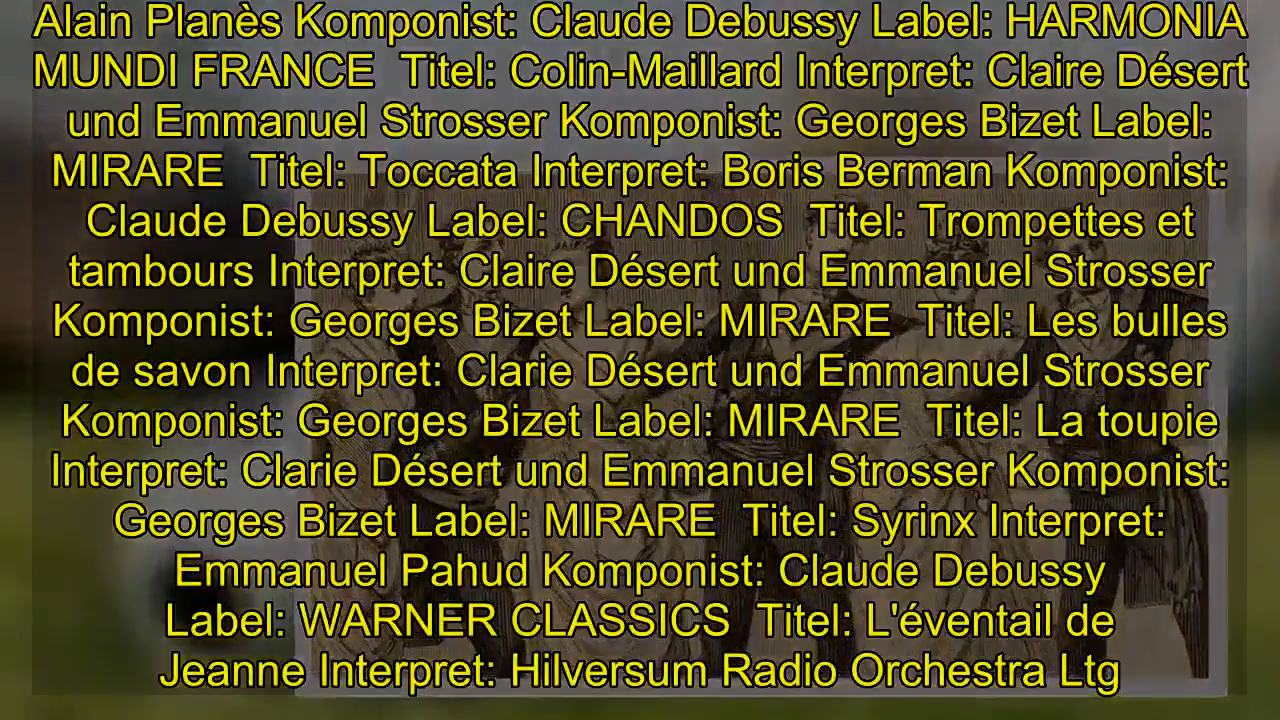 Alain Planès Komponist: Claude Debussy Label: HARMONIA
MUNDI FRANCE  Titel: Colin-Maillard Interpret: Claire Désert
und Emmanuel Strosser Komponist: Georges Bizet Label:
MIRARE  Titel: Toccata Interpret: Boris Berman Komponist:
Claude Debussy Label: CHANDOS  Titel: Trompettes et
tambours Interpret: Claire Désert und Emmanuel Strosser
Komponist: Georges Bizet Label: MIRARE  Titel: Les bulles
de savon Interpret: Clarie Désert und Emmanuel Strosser
Komponist: Georges Bizet Label: MIRARE  Titel: La toupie
Interpret: Clarie Désert und Emmanuel Strosser Komponist:
Georges Bizet Label: MIRARE  Titel: Syrinx Interpret:
Emmanuel Pahud Komponist: Claude Debussy
Label: WARNER CLASSICS  Titel: L'éventail de
Jeanne Interpret: Hilversum Radio Orchestra Ltg